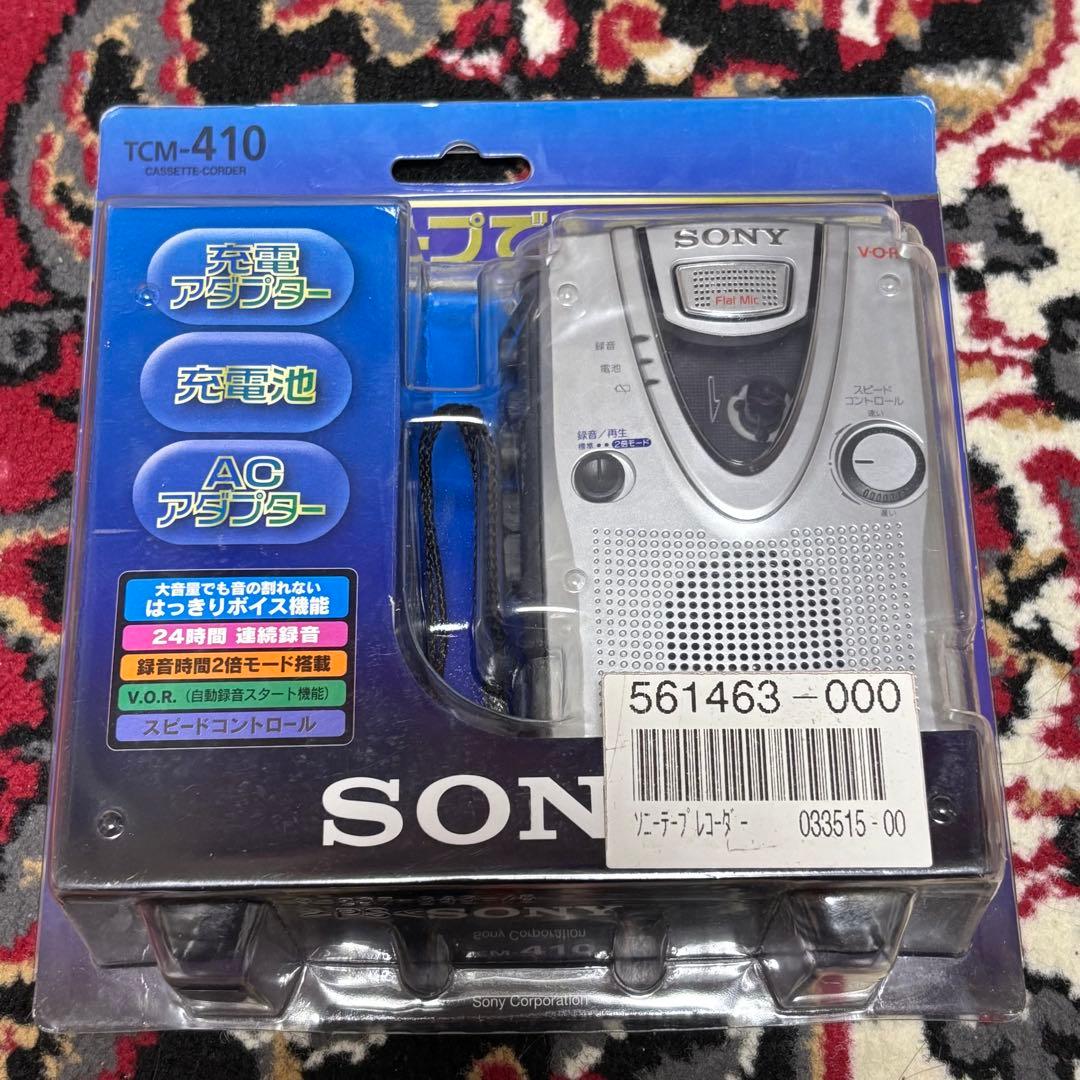 TCM-410
CASSETTE-CORDER
ープで
充電
アダプター
充電池
AC
アダプター
大音量でも音の割れない
はっきりボイス機能
24時間 連続録音
録音時間2倍モード搭載
V.O.R.（自動録音スタート機能）
スピードコントロール
SONY
Flat Mic
V・O・R
録音
電池
スピード
コントロール
速い
録音／再生
標準 •• 2倍モード
遅い
SON
561463-000
ｿﾆｰﾃｰﾌﾟﾚｺｰﾀﾞｰ 033515-00
SONY
Sony Corporation
410
Sony Corporation